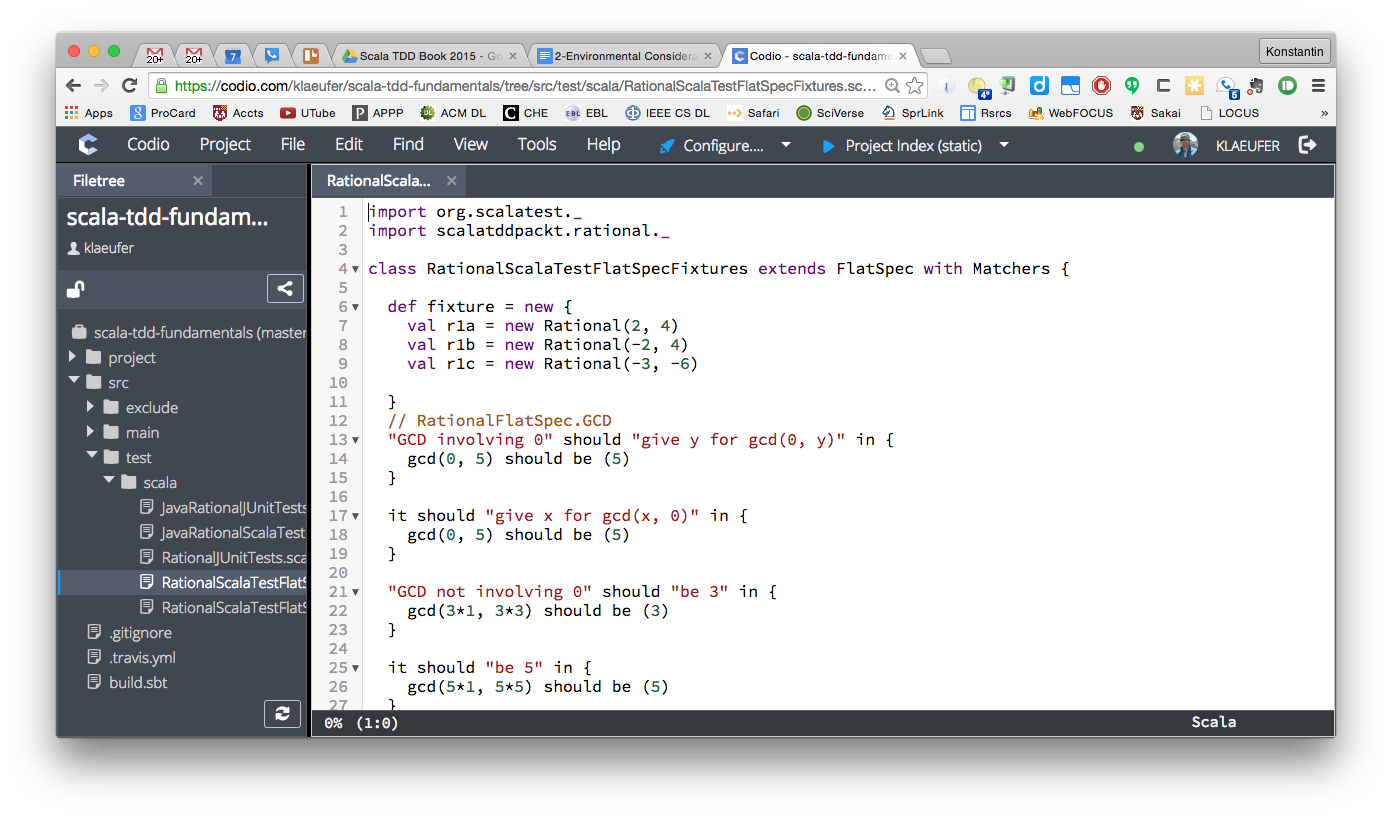 20+
20+
7
Scala TDD Book 2015 - Go
2-Environmental Considera
Codio - scala-tdd-fundame
Konstantin
https://codio.com/klaeufer/scala-tdd-fundamentals/tree/src/test/scala/RationalScalaTestFlatSpecFixtures.sc...
4+
5
Apps
ProCard
Accts
UTube
APPP
ACM DL
CHE
EBL
IEEE CS DL
Safari
SciVerse
SprLink
Rsrcs
WebFOCUS
Sakai
LOCUS
»
Codio
Project
File
Edit
Find
View
Tools
Help
Configure....
Project Index (static)
KLAEUFER
Filetree
scala-tdd-fundam...
klaeufer
scala-tdd-fundamentals (master
project
src
exclude
main
test
scala
JavaRationalJUnitTests
JavaRationalScalaTest
RationalJUnitTests.sca
RationalScalaTestFlatS
RationalScalaTestFlatS
.gitignore
.travis.yml
build.sbt
RationalScala...
1 import org.scalatest._
2 import scalatddpackt.rational._
3
4 class RationalScalaTestFlatSpecFixtures extends FlatSpec with Matchers {
5
6 def fixture = new {
7 val r1a = new Rational(2, 4)
8 val r1b = new Rational(-2, 4)
9 val r1c = new Rational(-3, -6)
10
11 }
12 // RationalFlatSpec.GCD
13 "GCD involving 0" should "give y for gcd(0, y)" in {
14 gcd(0, 5) should be (5)
15 }
16
17 it should "give x for gcd(x, 0)" in {
18 gcd(0, 5) should be (5)
19 }
20
21 "GCD not involving 0" should "be 3" in {
22 gcd(3*1, 3*3) should be (3)
23 }
24
25 it should "be 5" in {
26 gcd(5*1, 5*5) should be (5)
27 }
0% (1:0)
Scala